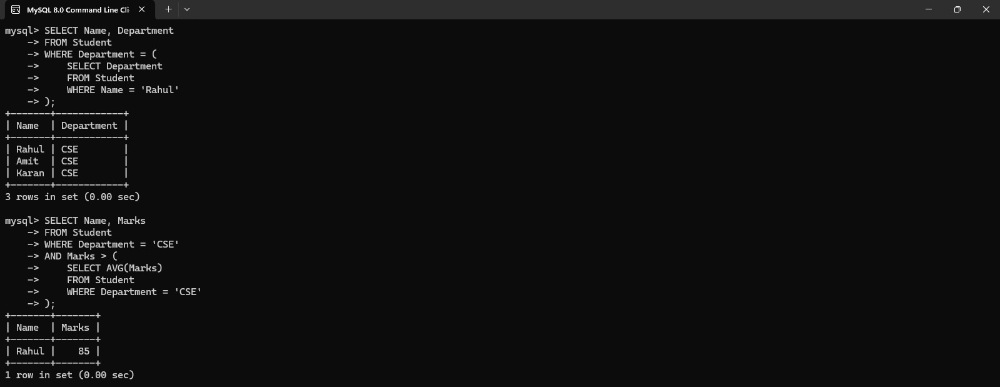 MySQL 8.0 Command Line Cli
mysql> SELECT Name, Department
    -> FROM Student
    -> WHERE Department = (
    ->     SELECT Department
    ->     FROM Student
    ->     WHERE Name = 'Rahul'
    -> );
+-------+------------+
| Name  | Department |
+-------+------------+
| Rahul | CSE        |
| Amit  | CSE        |
| Karan | CSE        |
+-------+------------+
3 rows in set (0.00 sec)

mysql> SELECT Name, Marks
    -> FROM Student
    -> WHERE Department = 'CSE'
    -> AND Marks > (
    ->     SELECT AVG(Marks)
    ->     FROM Student
    ->     WHERE Department = 'CSE'
    -> );
+-------+-------+
| Name  | Marks |
+-------+-------+
| Rahul |    85 |
+-------+-------+
1 row in set (0.00 sec)